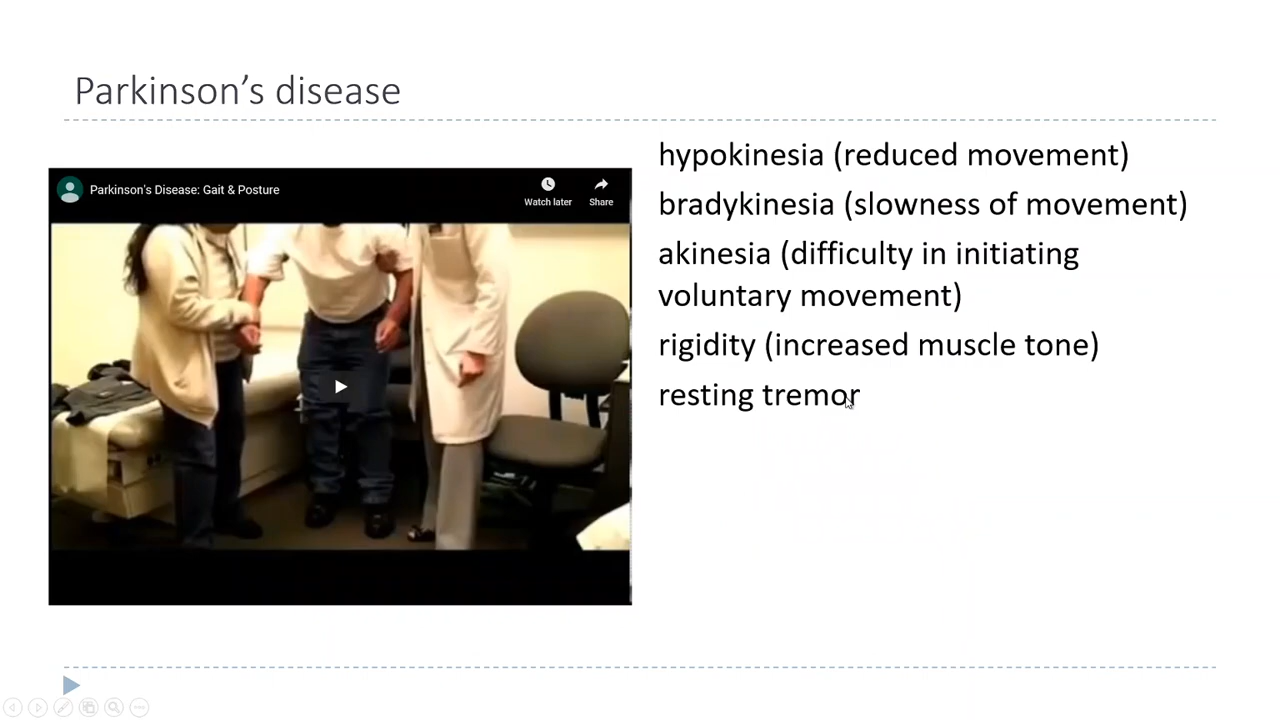 Parkinson’s disease
Parkinson's Disease: Gait & Posture
Watch later
Share
hypokinesia (reduced movement)
bradykinesia (slowness of movement)
akinesia (difficulty in initiating
voluntary movement)
rigidity (increased muscle tone)
resting tremor